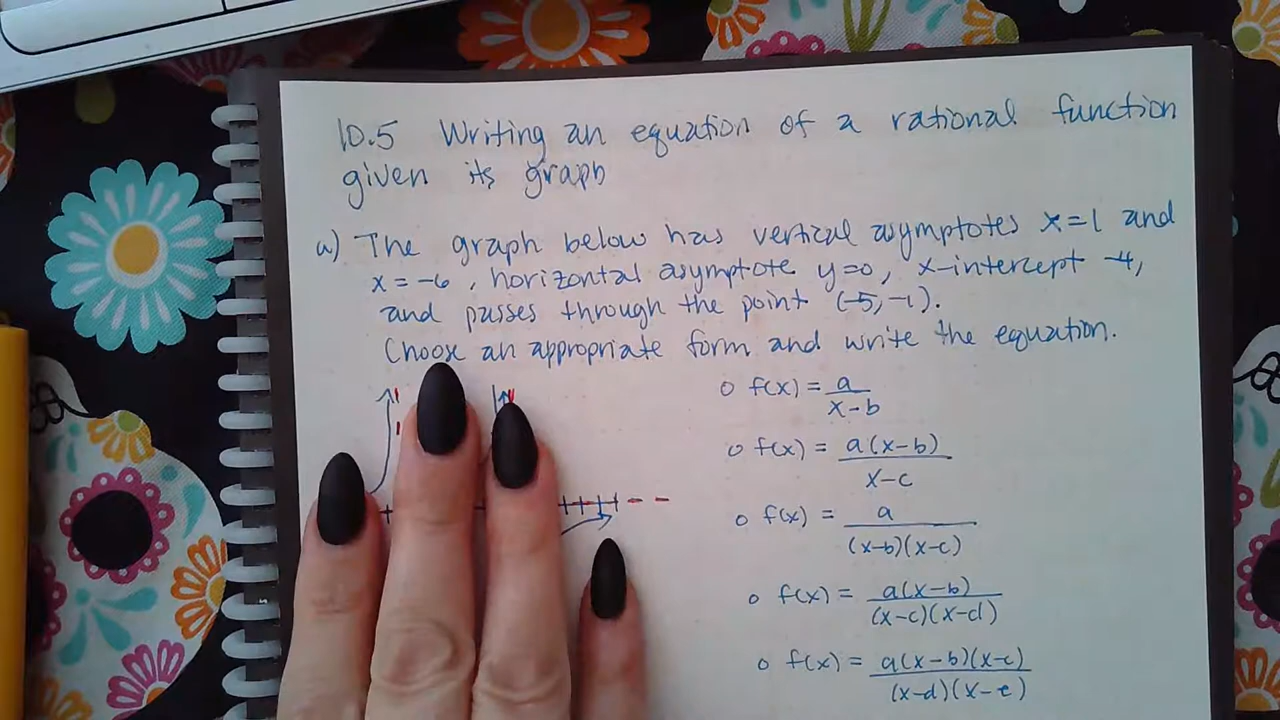 10.5 Writing an equation of a rational function
given its graph
a) The graph below has vertical asymptotes x=1 and
x=-6, horizontal asymptote y=0, x-intercept -4,
and passes through the point (-5,-1).
Choose an appropriate form and write the equation.
○ f(x) = a/(x-b)
○ f(x) = a(x-b)/(x-c)
○ f(x) = a/((x-b)(x-c))
○ f(x) = a(x-b)/((x-c)(x-d))
○ f(x) = a(x-b)(x-c)/((x-d)(x-e))